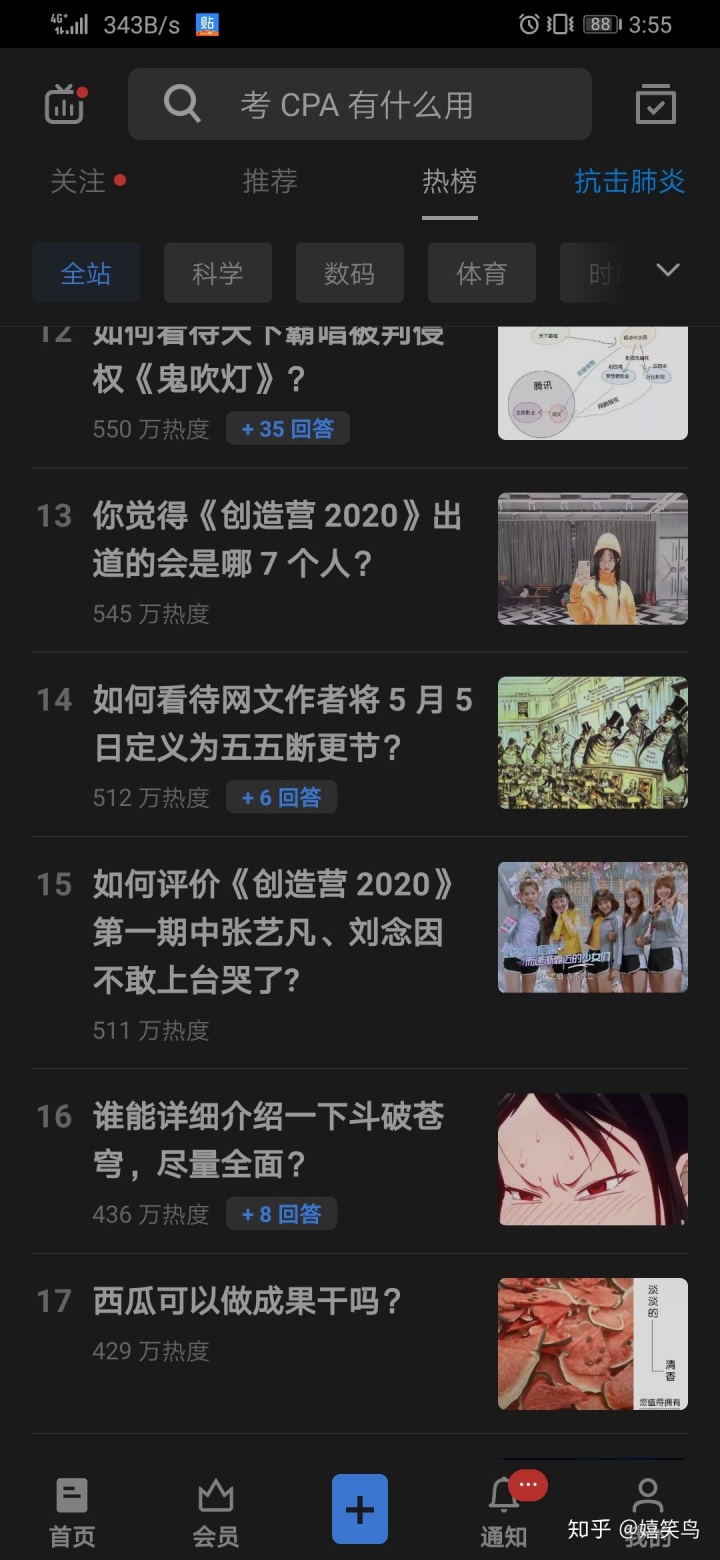 4G+ 343B/s 贴 88 3:55
考 CPA 有什么用
关注 推荐 热榜 抗击肺炎
全站 科学 数码 体育 时
12 如何看待天下霸唱被判侵
权《鬼吹灯》？
550 万热度 + 35 回答
腾讯
13 你觉得《创造营 2020》出
道的会是哪 7 个人？
545 万热度
14 如何看待网文作者将 5 月 5
日定义为五五断更节？
512 万热度 + 6 回答
15 如何评价《创造营 2020》
第一期中张艺凡、刘念因
不敢上台哭了?
511 万热度
16 谁能详细介绍一下斗破苍
穹，尽量全面？
436 万热度 + 8 回答
17 西瓜可以做成果干吗？
429 万热度
淡淡的
清香
您值得拥有
首页 会员 通知 我的
知乎 @嬉笑鸟